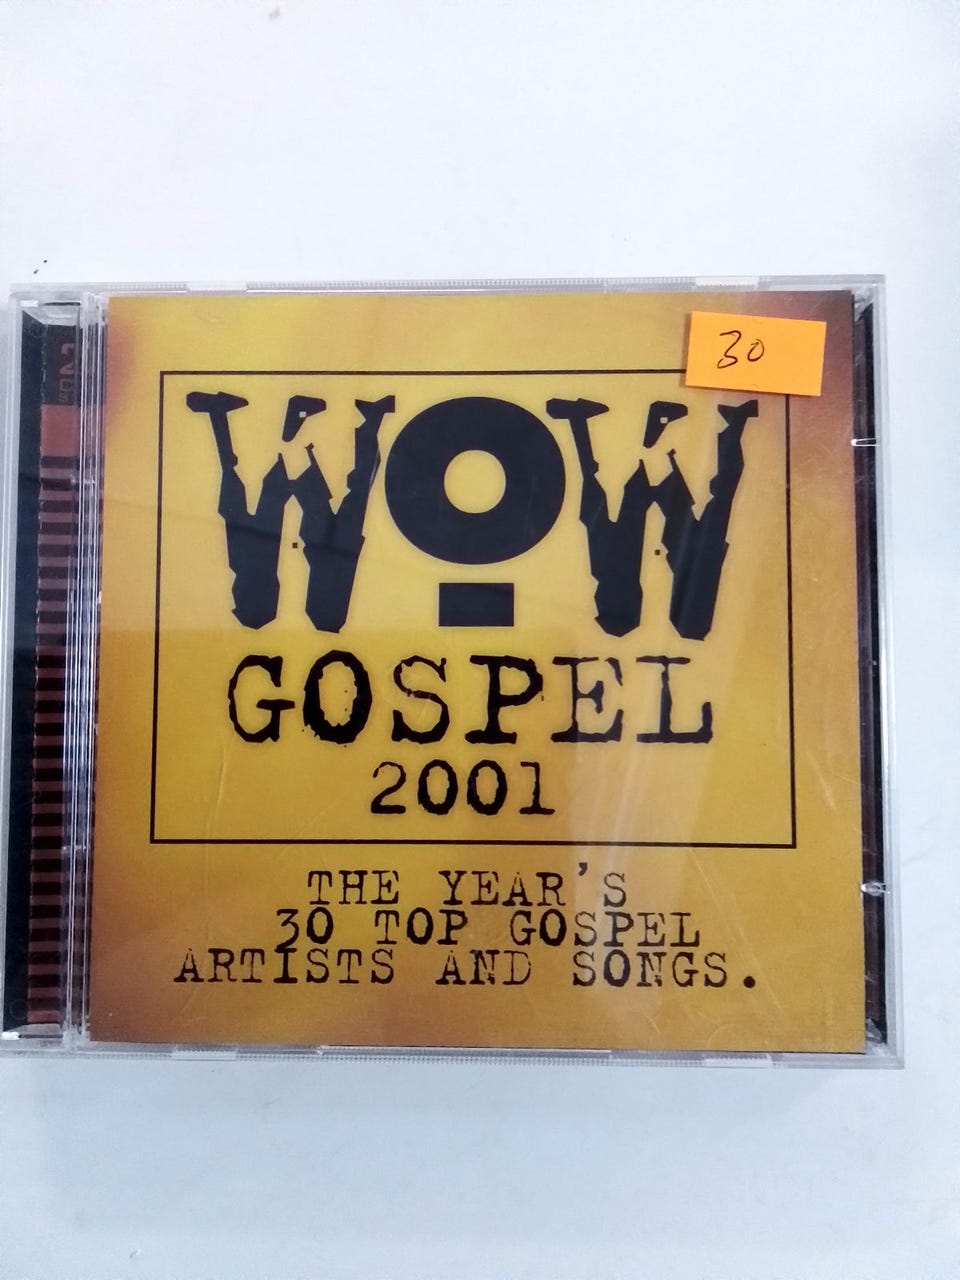 30
WOW
GOSPEL
2001
THE YEAR'S
30 TOP GOSPEL
ARTISTS AND SONGS.